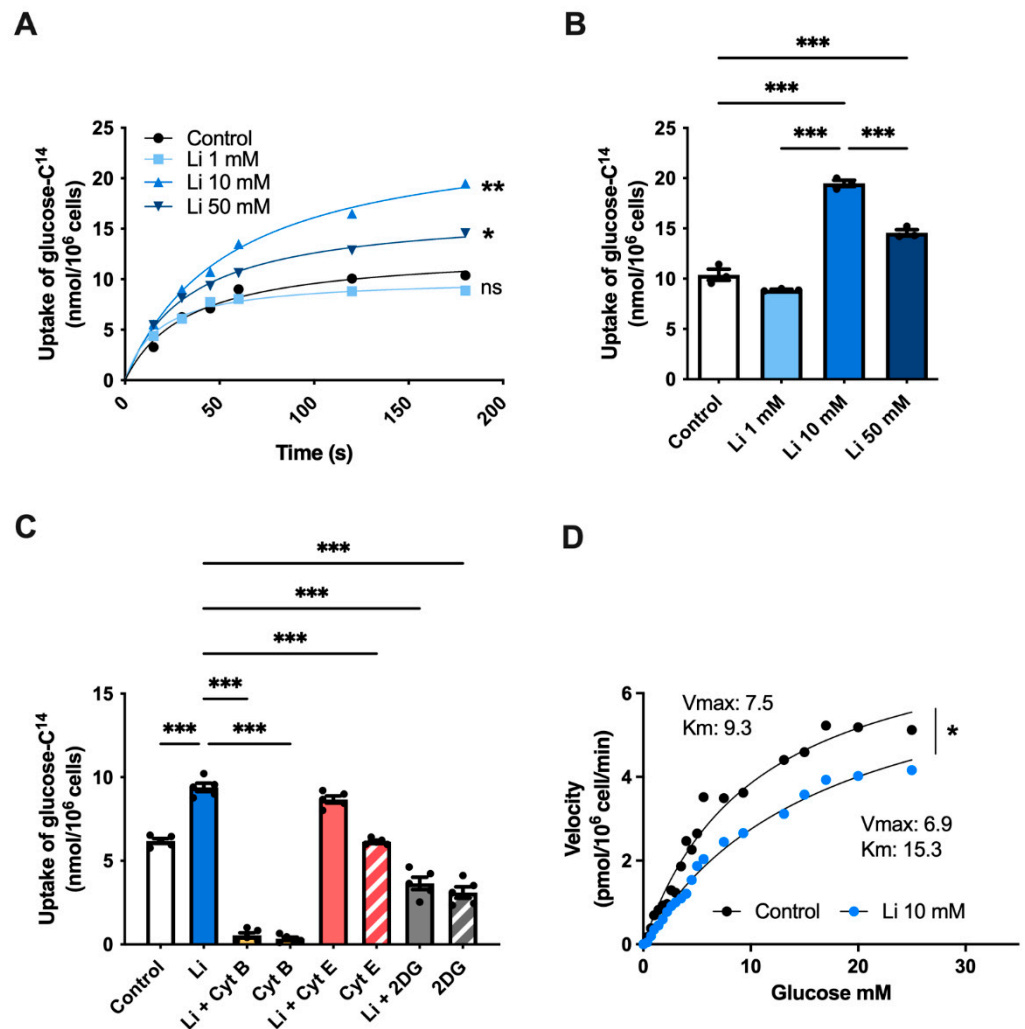 A
Uptake of glucose-C14
(nmol/106 cells)
25
20
15
10
5
0
Control
Li 1 mM
Li 10 mM
Li 50 mM
**
*
ns
0
50
100
150
200
Time (s)
B
***
***
***
***
Uptake of glucose-C14
(nmol/106 cells)
25
20
15
10
5
0
Control
Li 1 mM
Li 10 mM
Li 50 mM
C
***
***
***
***
***
***
Uptake of glucose-C14
(nmol/106 cells)
15
10
5
0
Control
Li
Li + Cyt B
Cyt B
Li + Cyt E
Cyt E
Li + 2DG
2DG
D
Velocity
(pmol/106 cell/min)
6
4
2
0
Vmax: 7.5
Km: 9.3
*
Vmax: 6.9
Km: 15.3
Control
Li 10 mM
0
10
20
30
Glucose mM